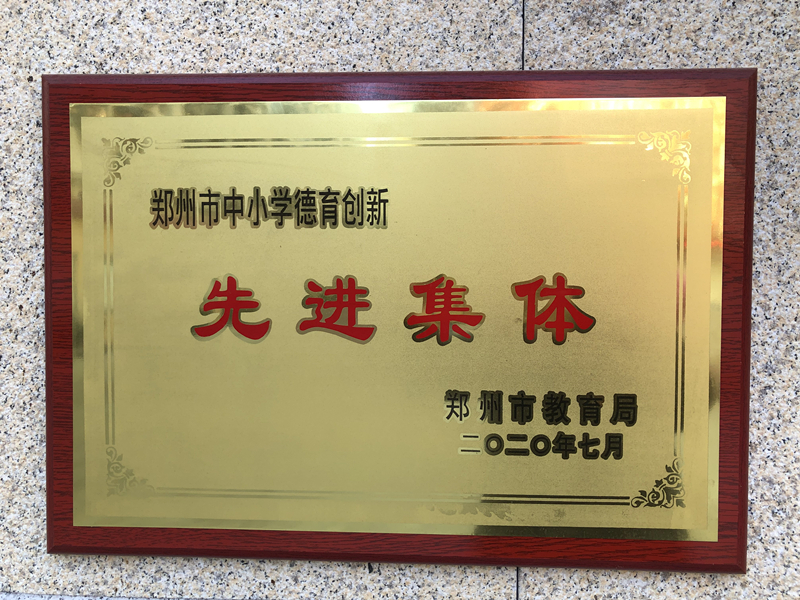 郑州市中小学德育创新
先进集体
郑州市教育局
二〇二〇年七月